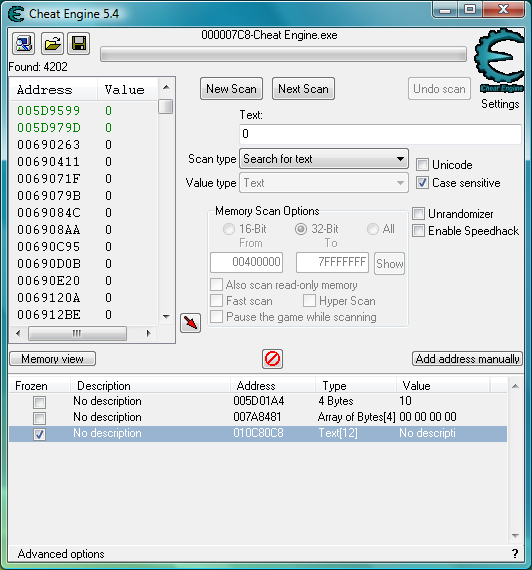 Cheat Engine 5.4
000007C8-Cheat Engine.exe
Found: 4202
Cheat Engine
Settings
Address Value
005D9599 0
005D979D 0
00690263 0
00690411 0
0069071F 0
0069079B 0
0069084C 0
006908AA 0
00690C95 0
00690D0B 0
00690E20 0
0069120A 0
006912BE 0
New Scan Next Scan Undo scan
Text:
0
Scan type Search for text
Value type Text
Unicode
Case sensitive
Memory Scan Options
16-Bit 32-Bit All
From To
00400000 7FFFFFFF Show
Also scan read-only memory
Fast scan Hyper Scan
Pause the game while scanning
Unrandomizer
Enable Speedhack
Memory view Add address manually
Frozen Description Address Type Value
No description 005D01A4 4 Bytes 10
No description 007A8481 Array of Bytes[4] 00 00 00 00
No description 010C80C8 Text[12] No descripti
Advanced options ?